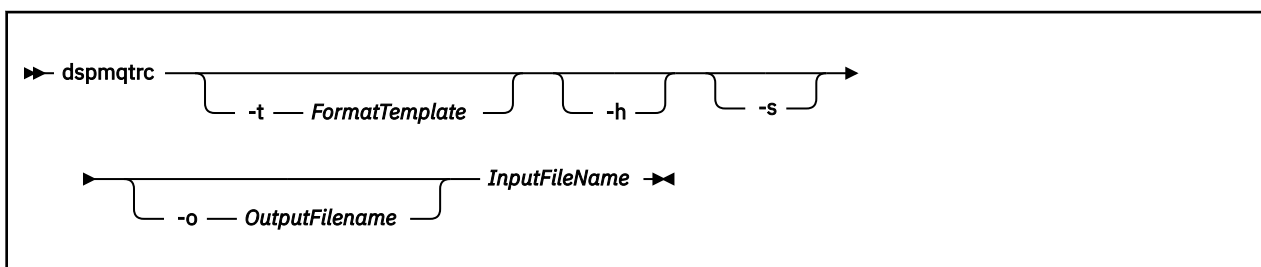 dspmqtrc
-t FormatTemplate -h -s
InputFileName
-o OutputFilename